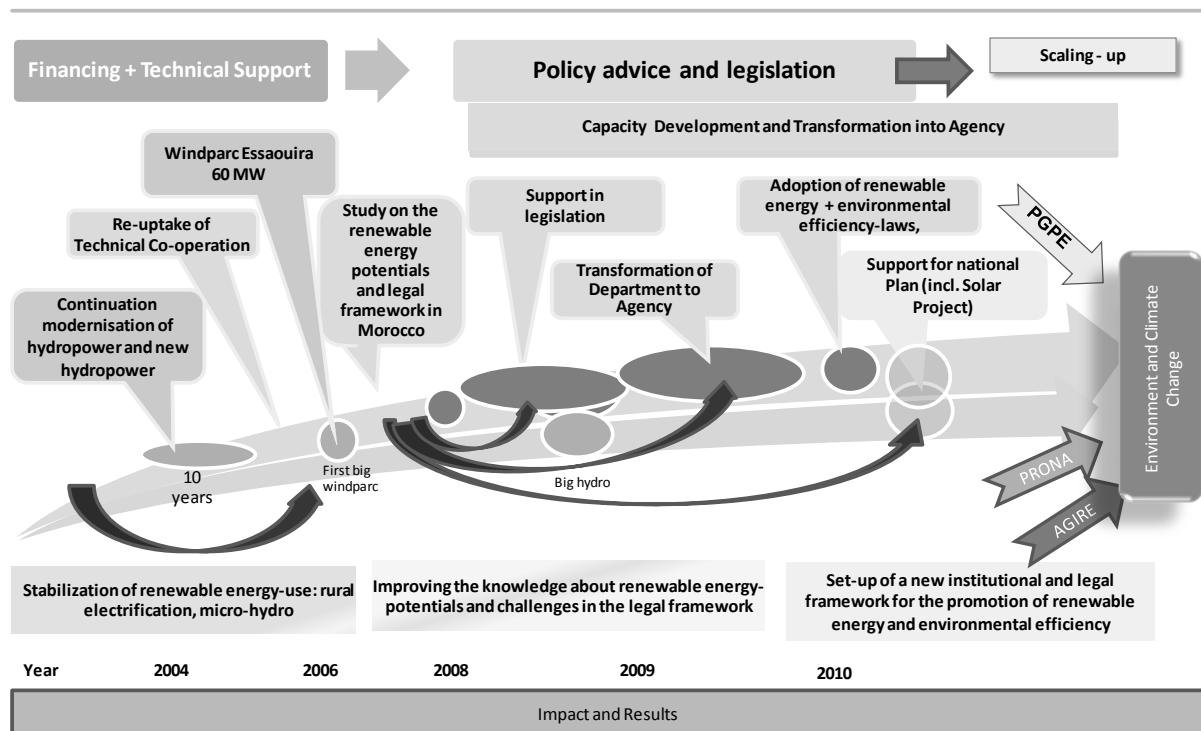 Financing + Technical Support
Policy advice and legislation
Scaling - up
Capacity Development and Transformation into Agency
Windparc Essaouira
60 MW
Re-uptake of
Technical Co-operation
Continuation
modernisation of
hydropower and new
hydropower
Study on the
renewable
energy
potentials
and legal
framework in
Morocco
Support in
legislation
Transformation of
Department to
Agency
Adoption of renewable
energy + environmental
efficiency-laws,
Support for national
Plan (incl. Solar
Project)
PGPE
Environment and Climate
Change
PRONA
AGIRE
10
years
First big
windparc
Big hydro
Stabilization of renewable energy-use: rural
electrification, micro-hydro
Improving the knowledge about renewable energy-
potentials and challenges in the legal framework
Set-up of a new institutional and legal
framework for the promotion of renewable
energy and environmental efficiency
Year 2004 2006 2008 2009 2010
Impact and Results